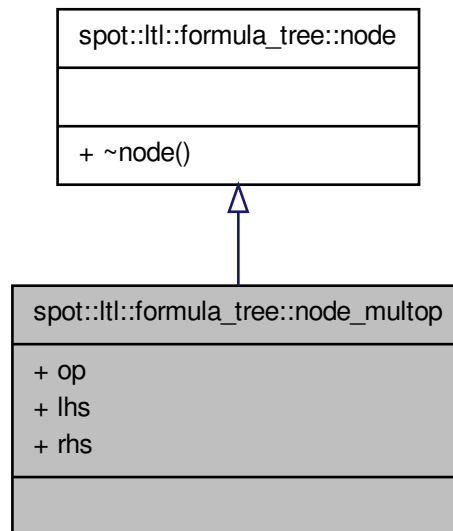 spot::ltl::formula_tree::node
+ ~node()
spot::ltl::formula_tree::node_multop
+ op
+ lhs
+ rhs